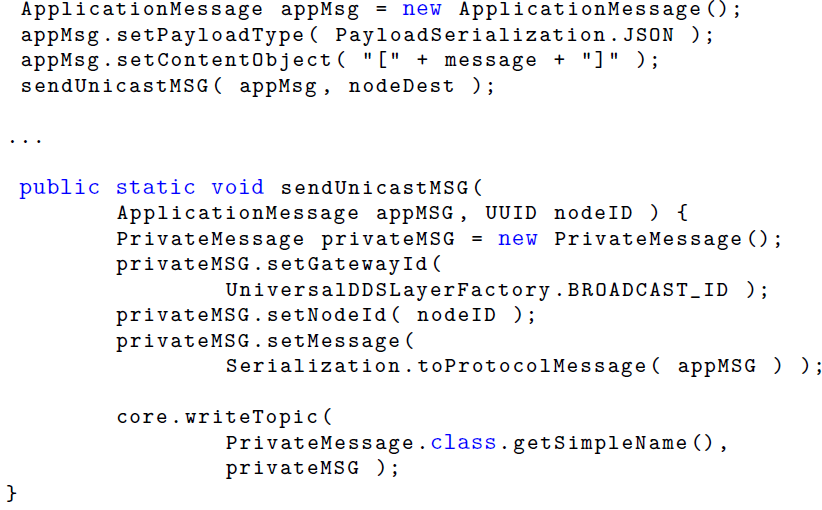 ApplicationMessage appMsg = new ApplicationMessage();
appMsg.setPayloadType( PayloadSerialization.JSON );
appMsg.setContentObject( "[" + message + "]" );
sendUnicastMSG( appMsg, nodeDest );
...
public static void sendUnicastMSG(
ApplicationMessage appMSG, UUID nodeID ) {
PrivateMessage privateMSG = new PrivateMessage();
privateMSG.setGatewayId(
UniversalDDSLayerFactory.BROADCAST_ID );
privateMSG.setNodeId( nodeID );
privateMSG.setMessage(
Serialization.toProtocolMessage( appMSG ) );
core.writeTopic(
PrivateMessage.class.getSimpleName(),
privateMSG );
}